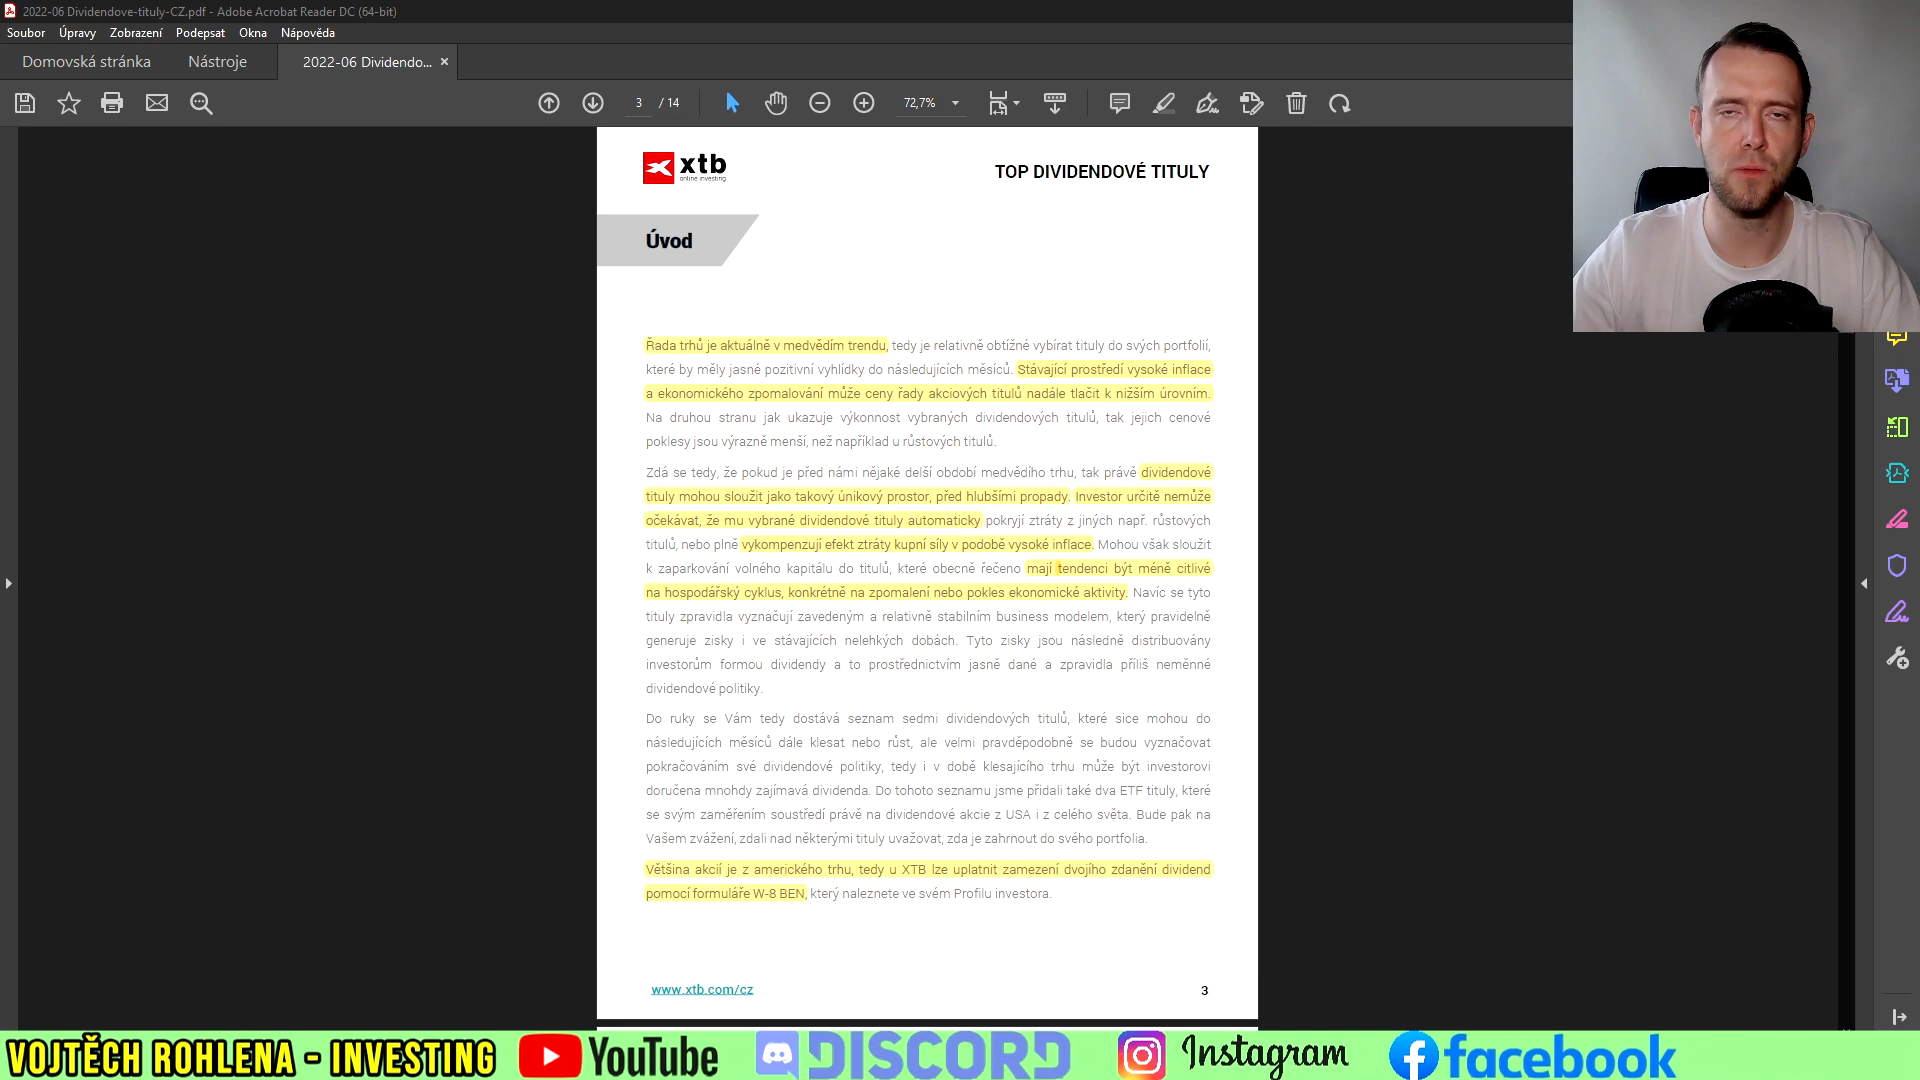 2022-06 Dividendove-tituly-CZ.pdf - Adobe Acrobat Reader DC (64-bit)
Soubor Úpravy Zobrazení Podepsat Okna Nápověda
Domovská stránka Nástroje 2022-06 Dividendo... ×
3 / 14 72,7%
xtb
online investing
TOP DIVIDENDOVÉ TITULY
Úvod
Řada trhů je aktuálně v medvědím trendu, tedy je relativně obtížné vybírat tituly do svých portfolií,
které by měly jasné pozitivní vyhlídky do následujících měsíců. Stávající prostředí vysoké inflace
a ekonomického zpomalování může ceny řady akciových titulů nadále tlačit k nižším úrovním.
Na druhou stranu jak ukazuje výkonnost vybraných dividendových titulů, tak jejich cenové
poklesy jsou výrazně menší, než například u růstových titulů.
Zdá se tedy, že pokud je před námi nějaké delší období medvědího trhu, tak právě dividendové
tituly mohou sloužit jako takový únikový prostor, před hlubšími propady. Investor určitě nemůže
očekávat, že mu vybrané dividendové tituly automaticky pokryjí ztráty z jiných např. růstových
titulů, nebo plně vykompenzují efekt ztráty kupní síly v podobě vysoké inflace. Mohou však sloužit
k zaparkování volného kapitálu do titulů, které obecně řečeno mají tendenci být méně citlivé
na hospodářský cyklus, konkrétně na zpomalení nebo pokles ekonomické aktivity. Navíc se tyto
tituly zpravidla vyznačují zavedeným a relativně stabilním business modelem, který pravidelně
generuje zisky i ve stávajících nelehkých dobách. Tyto zisky jsou následně distribuovány
investorům formou dividendy a to prostřednictvím jasně dané a zpravidla příliš neměnné
dividendové politiky.
Do ruky se Vám tedy dostává seznam sedmi dividendových titulů, které sice mohou do
následujících měsíců dále klesat nebo růst, ale velmi pravděpodobně se budou vyznačovat
pokračováním své dividendové politiky, tedy i v době klesajícího trhu může být investorovi
doručena mnohdy zajímavá dividenda. Do tohoto seznamu jsme přidali také dva ETF tituly, které
se svým zaměřením soustředí právě na dividendové akcie z USA i z celého světa. Bude pak na
Vašem zvážení, zdali nad některými tituly uvažovat, zda je zahrnout do svého portfolia.
Většina akcií je z amerického trhu, tedy u XTB lze uplatnit zamezení dvojího zdanění dividend
pomocí formuláře W-8 BEN, který naleznete ve svém Profilu investora.
www.xtb.com/cz 3
VOJTĚCH ROHLENA - INVESTING YouTube DISCORD Instagram facebook